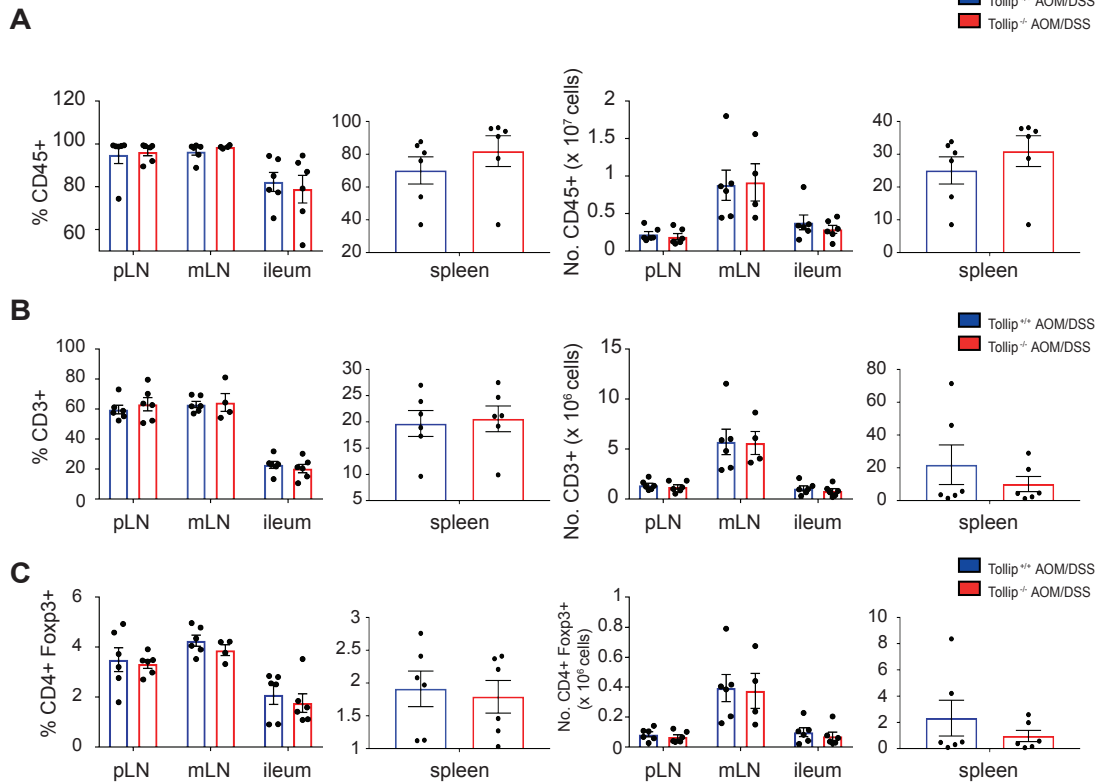 A
Tollip -/- AOM/DSS
% CD45+
120
100
80
60
pLN mLN ileum
100
80
60
40
20
spleen
No. CD45+ (x 10⁷ cells)
2
1.5
1
0.5
0
pLN mLN ileum
40
30
20
10
0
spleen
B
Tollip +/+ AOM/DSS
Tollip -/- AOM/DSS
% CD3+
100
80
60
40
20
0
pLN mLN ileum
30
25
20
15
10
5
spleen
No. CD3+ (x 10⁶ cells)
15
10
5
0
pLN mLN ileum
80
60
40
20
0
spleen
C
Tollip +/+ AOM/DSS
Tollip -/- AOM/DSS
% CD4+ Foxp3+
6
4
2
0
pLN mLN ileum
3
2
2
1
1
spleen
No. CD4+ Foxp3+
(x 10⁶ cells)
1
0.8
0.6
0.4
0.2
0
pLN mLN ileum
10
8
6
4
2
0
spleen